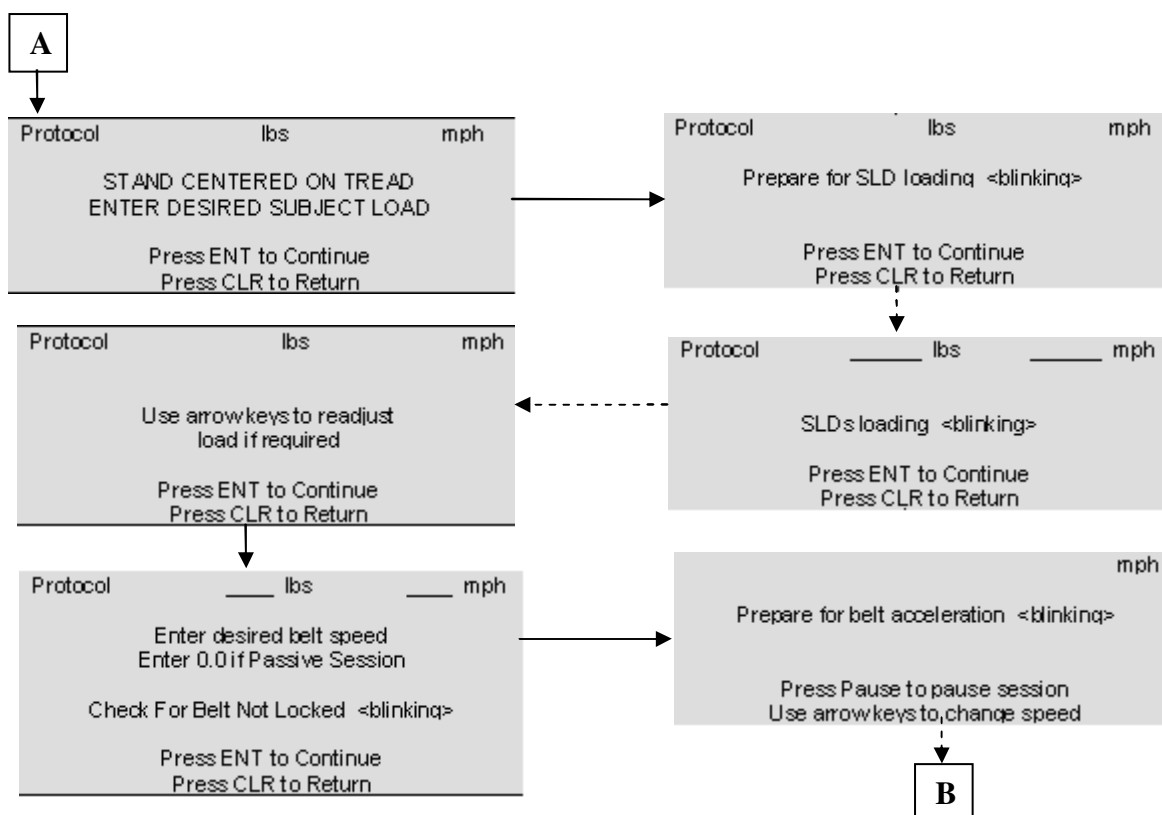 A
Protocol lbs mph
STAND CENTERED ON TREAD
ENTER DESIRED SUBJECT LOAD
Press ENT to Continue
Press CLR to Return
Protocol lbs mph
Prepare for SLD loading <blinking>
Press ENT to Continue
Press CLR to Return
Protocol ______ lbs ______ mph
SLDs loading <blinking>
Press ENT to Continue
Press CLR to Return
Protocol lbs mph
Use arrow keys to readjust
load if required
Press ENT to Continue
Press CLR to Return
Protocol ____ lbs ____ mph
Enter desired belt speed
Enter 0.0 if Passive Session
Check For Belt Not Locked <blinking>
Press ENT to Continue
Press CLR to Return
mph
Prepare for belt acceleration <blinking>
Press Pause to pause session
Use arrow keys to change speed
B